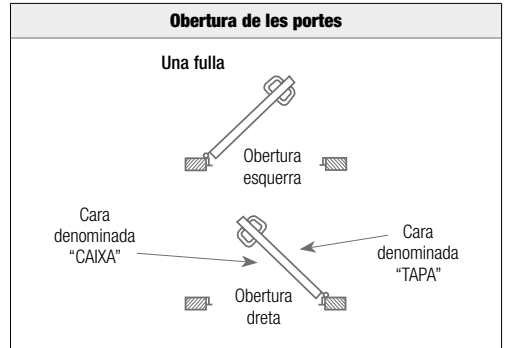 Obertura de les portes
Una fulla
Obertura
esquerra
Cara
denominada
“CAIXA”
Cara
denominada
“TAPA”
Obertura
dreta